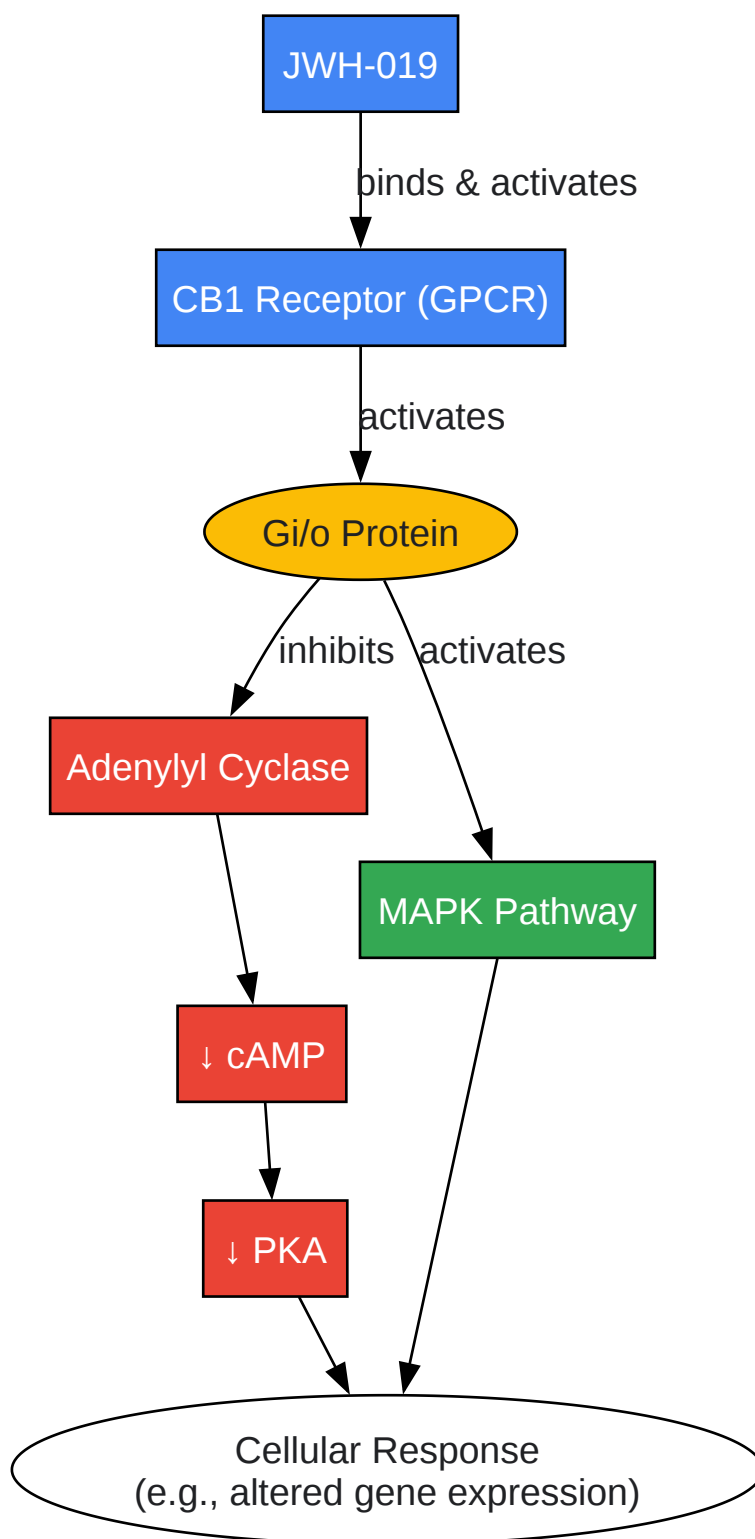 JWH-019
binds & activates
CB1 Receptor (GPCR)
activates
Gi/o Protein
inhibits
activates
Adenylyl Cyclase
MAPK Pathway
↓ cAMP
↓ PKA
Cellular Response
(e.g., altered gene expression)